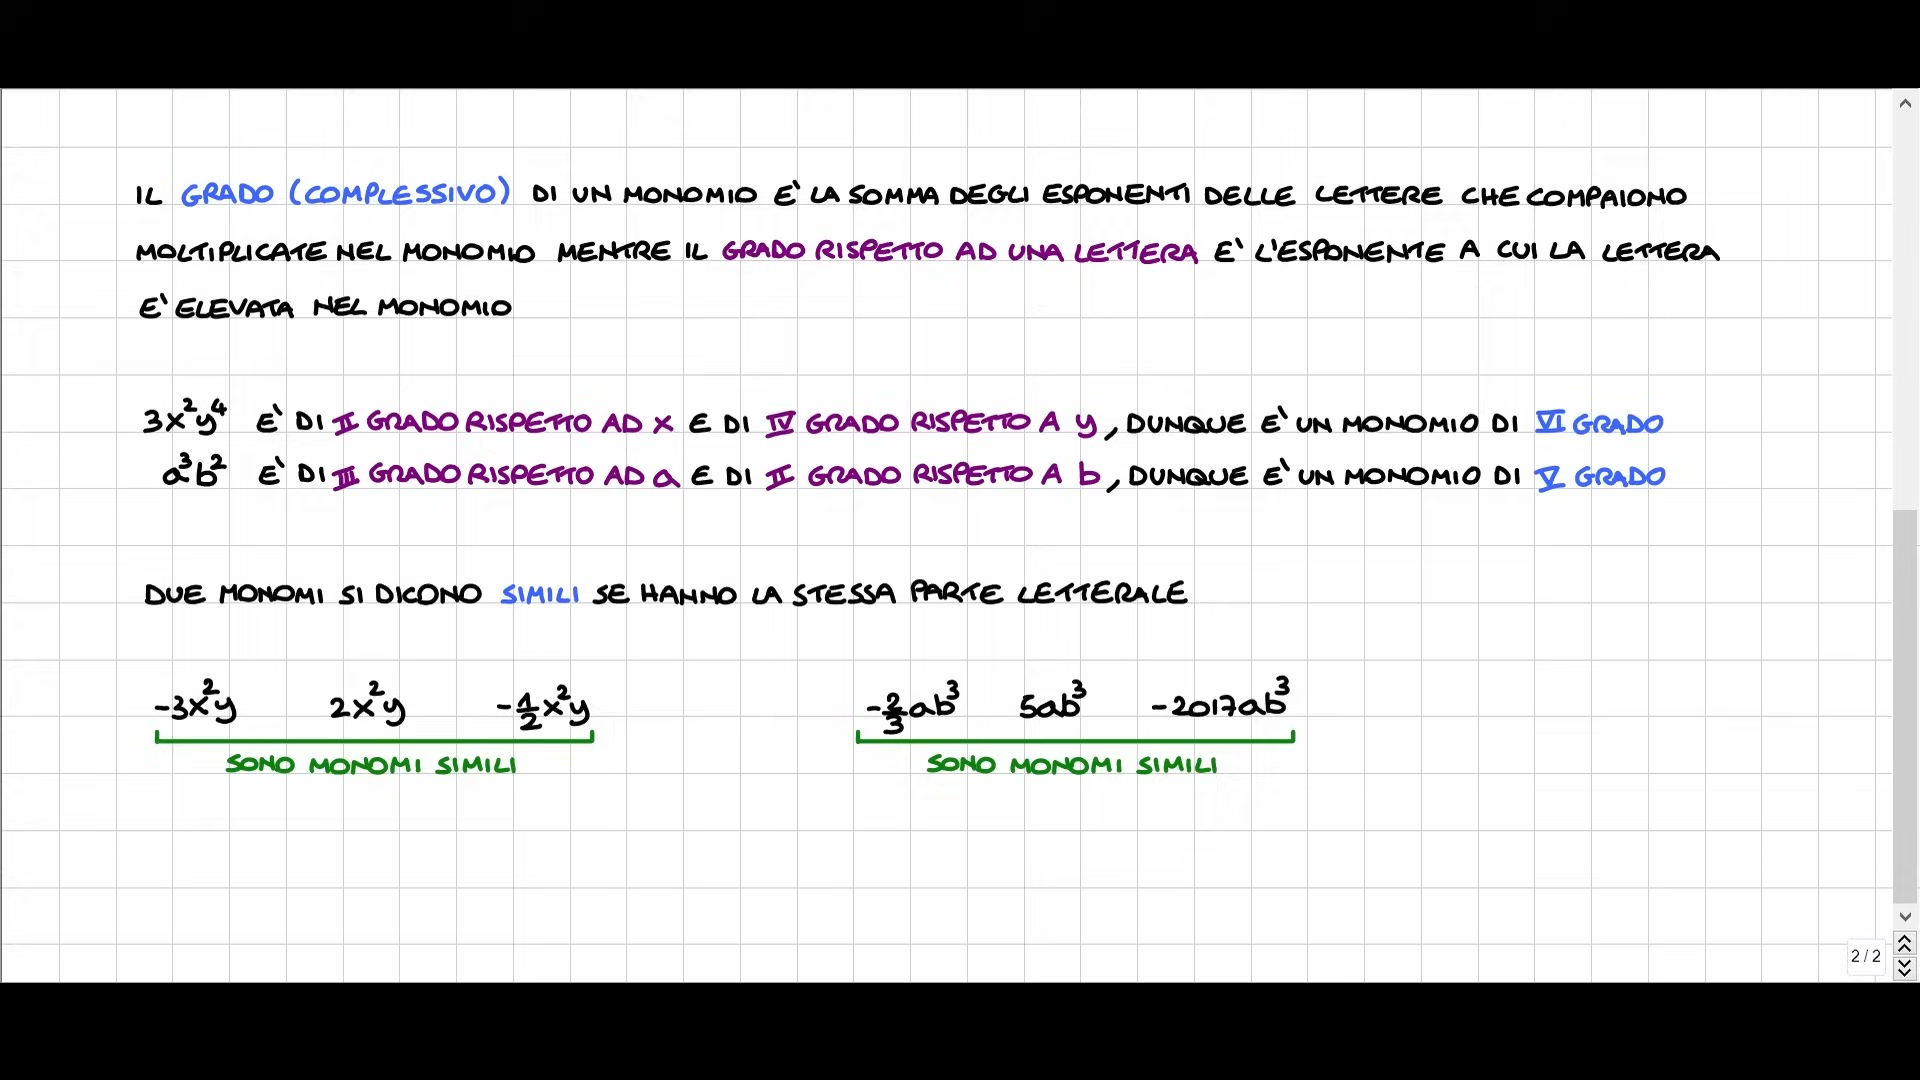 IL GRADO (COMPLESSIVO) DI UN MONOMIO E' LA SOMMA DEGLI ESPONENTI DELLE LETTERE CHE COMPAIONO
MOLTIPLICATE NEL MONOMIO MENTRE IL GRADO RISPETTO AD UNA LETTERA E' L'ESPONENTE A CUI LA LETTERA
E' ELEVATA NEL MONOMIO
3x²y⁴ E' DI II GRADO RISPETTO AD x E DI IV GRADO RISPETTO A y, DUNQUE E' UN MONOMIO DI VI GRADO
a³b² E' DI III GRADO RISPETTO AD a E DI II GRADO RISPETTO A b, DUNQUE E' UN MONOMIO DI V GRADO
DUE MONOMI SI DICONO SIMILI SE HANNO LA STESSA PARTE LETTERALE
-3x²y 2x²y -1/2x²y -2/3ab³ 5ab³ -2017ab³
SONO MONOMI SIMILI SONO MONOMI SIMILI
2 / 2